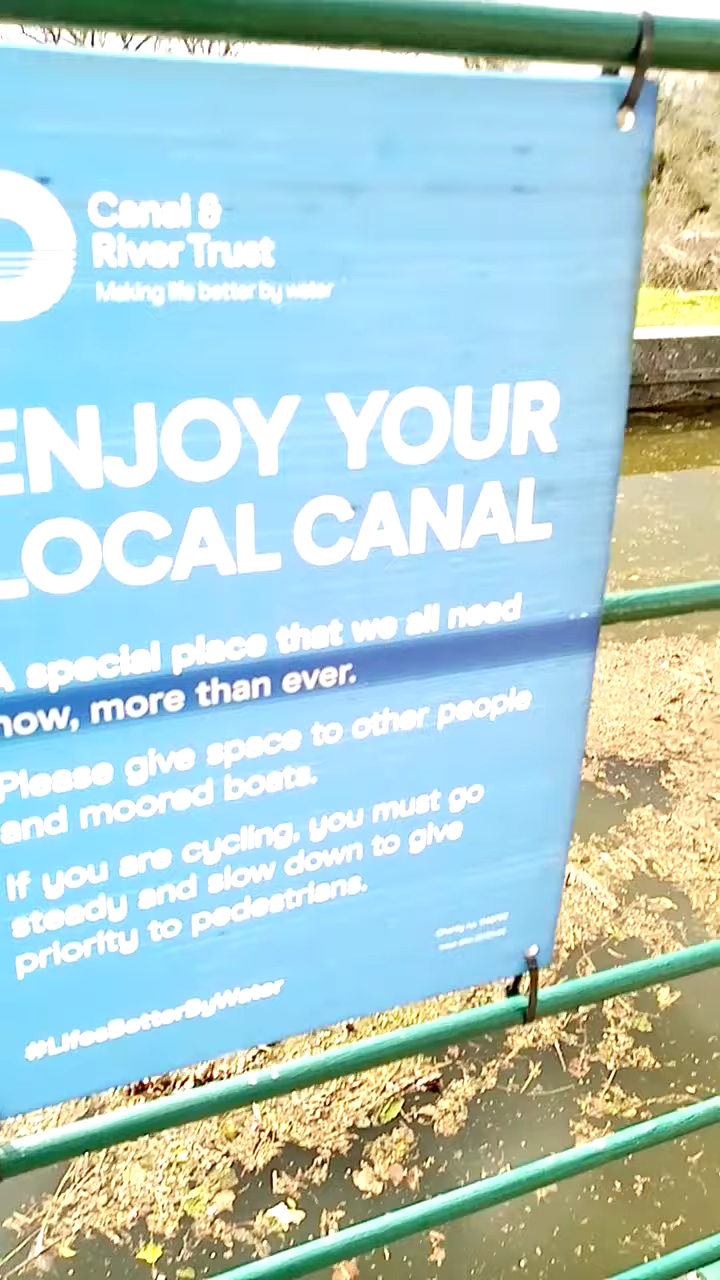 Canal &
River Trust
Making life better by water
ENJOY YOUR
LOCAL CANAL
A special place that we all need
now, more than ever.
Please give space to other people
and moored boats.
If you are cycling, you must go
steady and slow down to give
priority to pedestrians.
#LifesBetterByWater